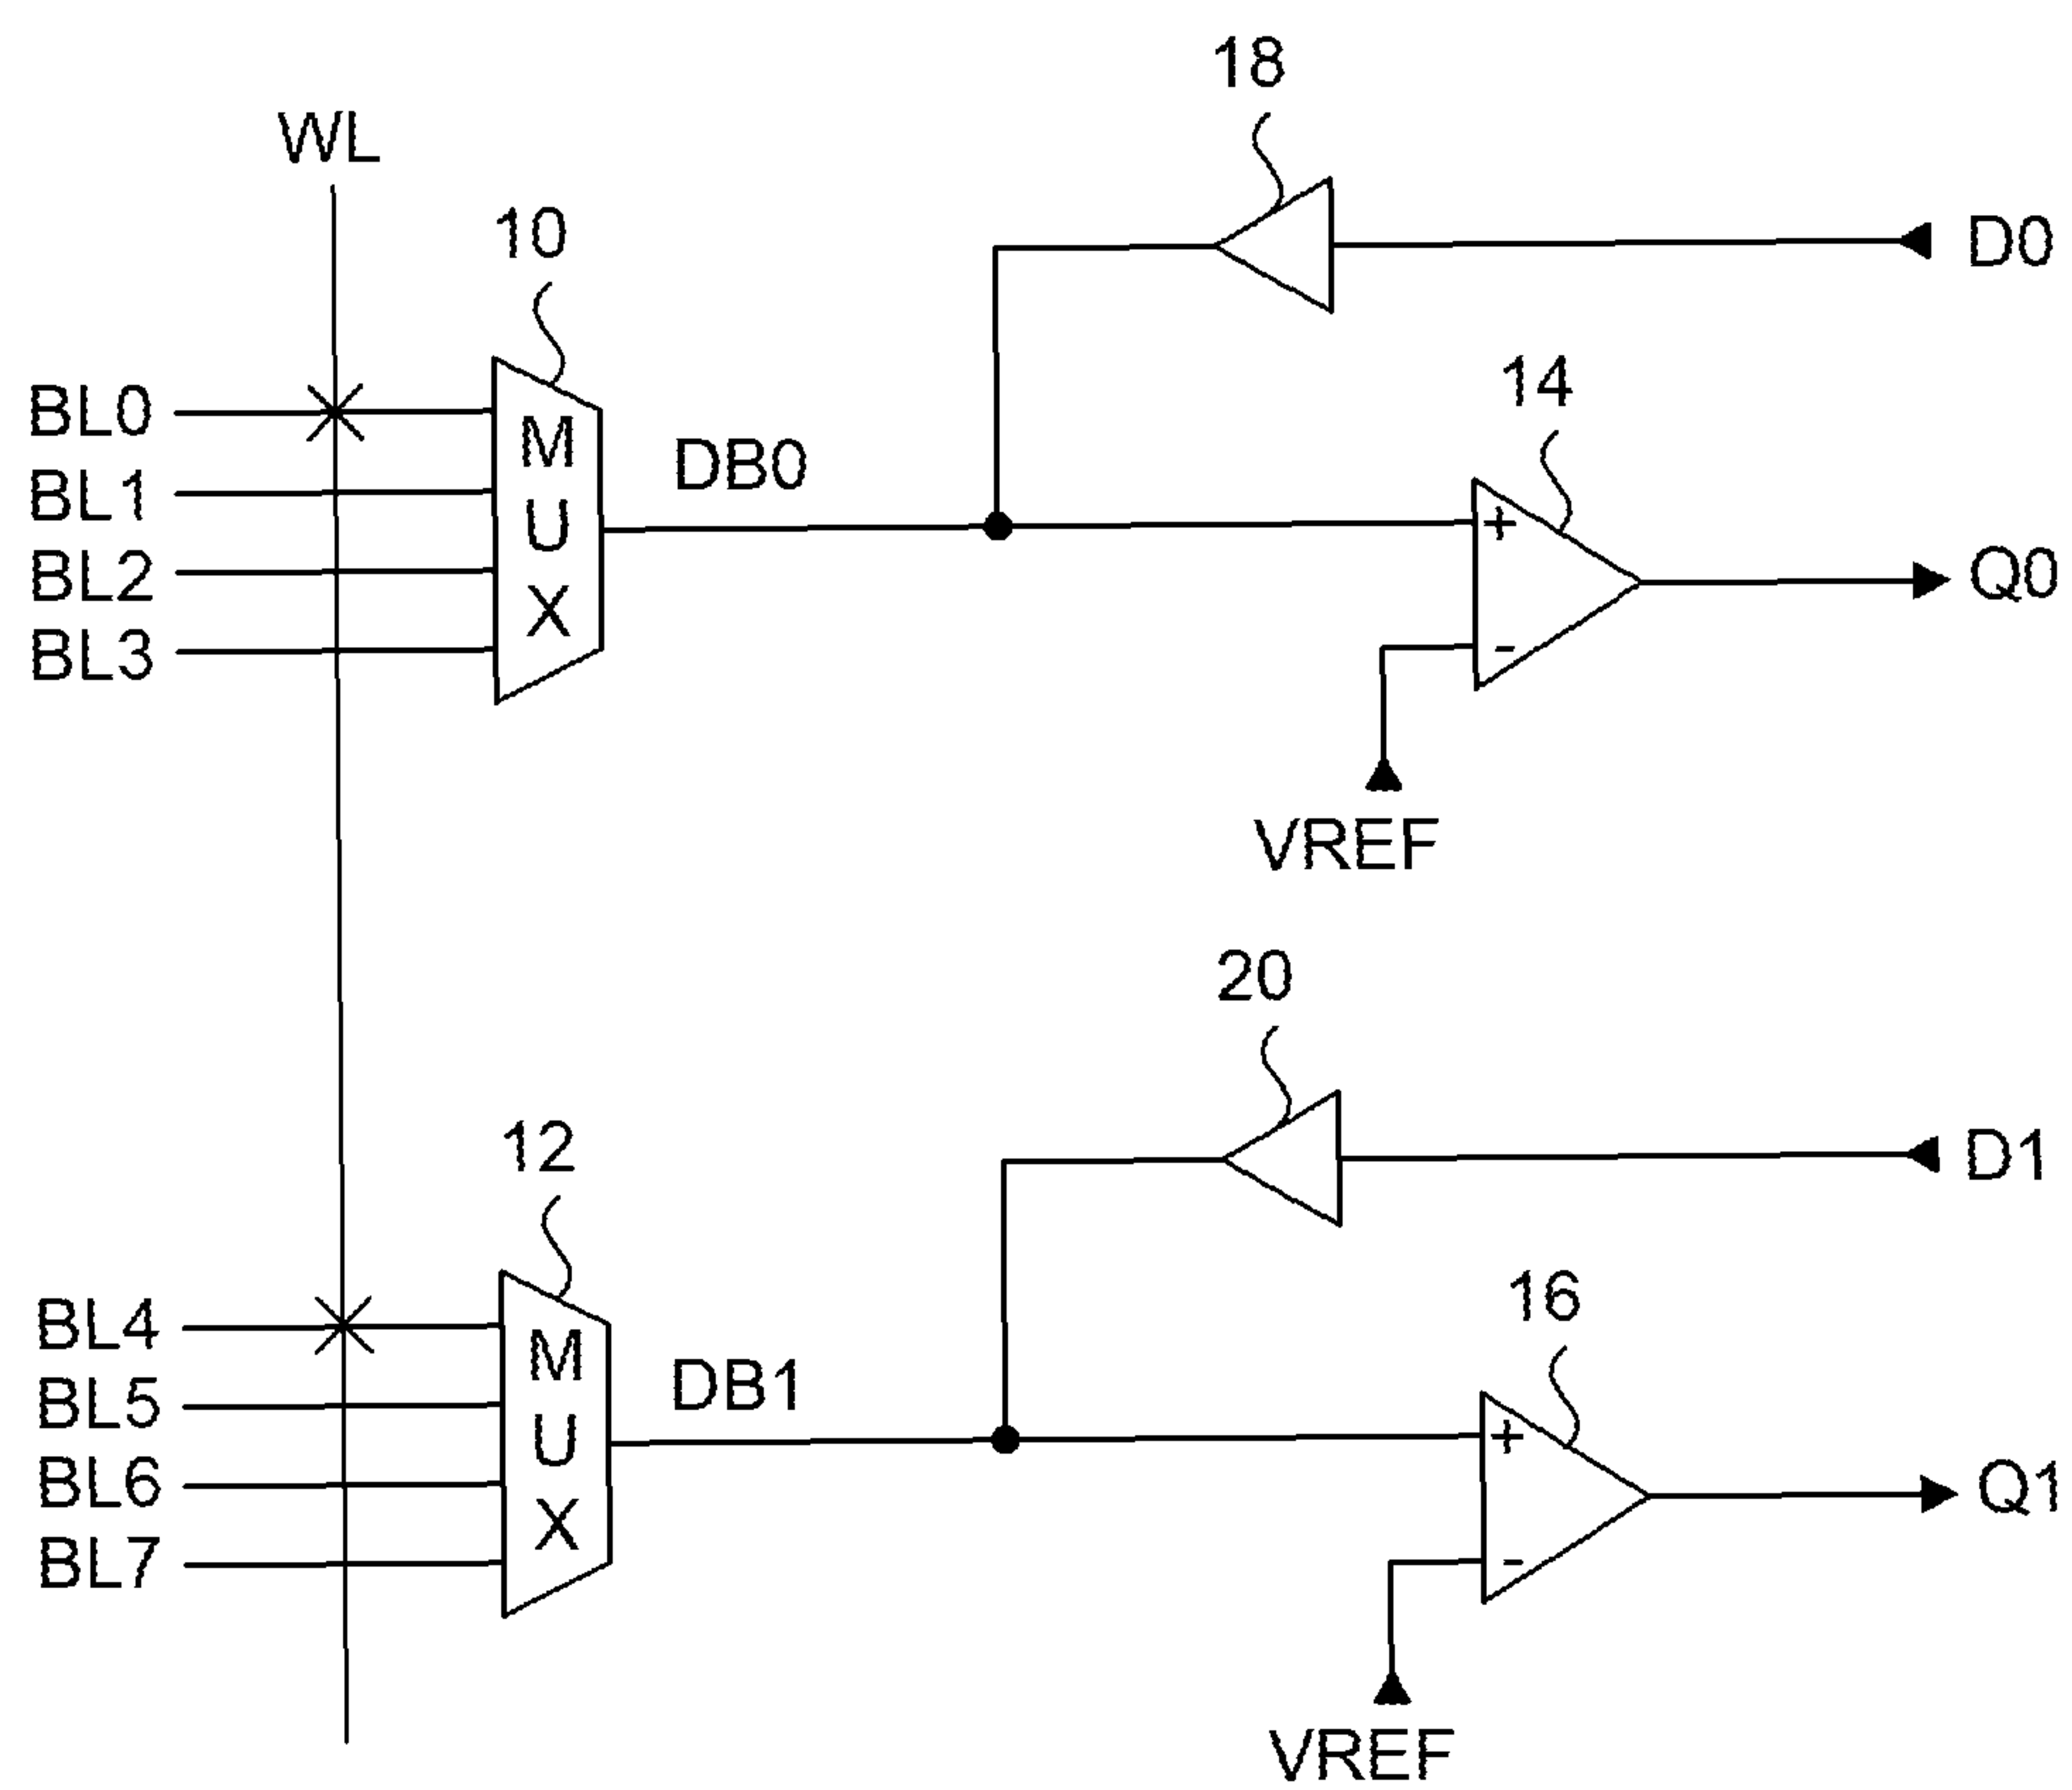 18
WL
10
D0
14
BL0
BL1
BL2
BL3
M
U
X
DB0
+
-
Q0
VREF
20
12
D1
16
BL4
BL5
BL6
BL7
M
U
X
DB1
+
-
Q1
VREF